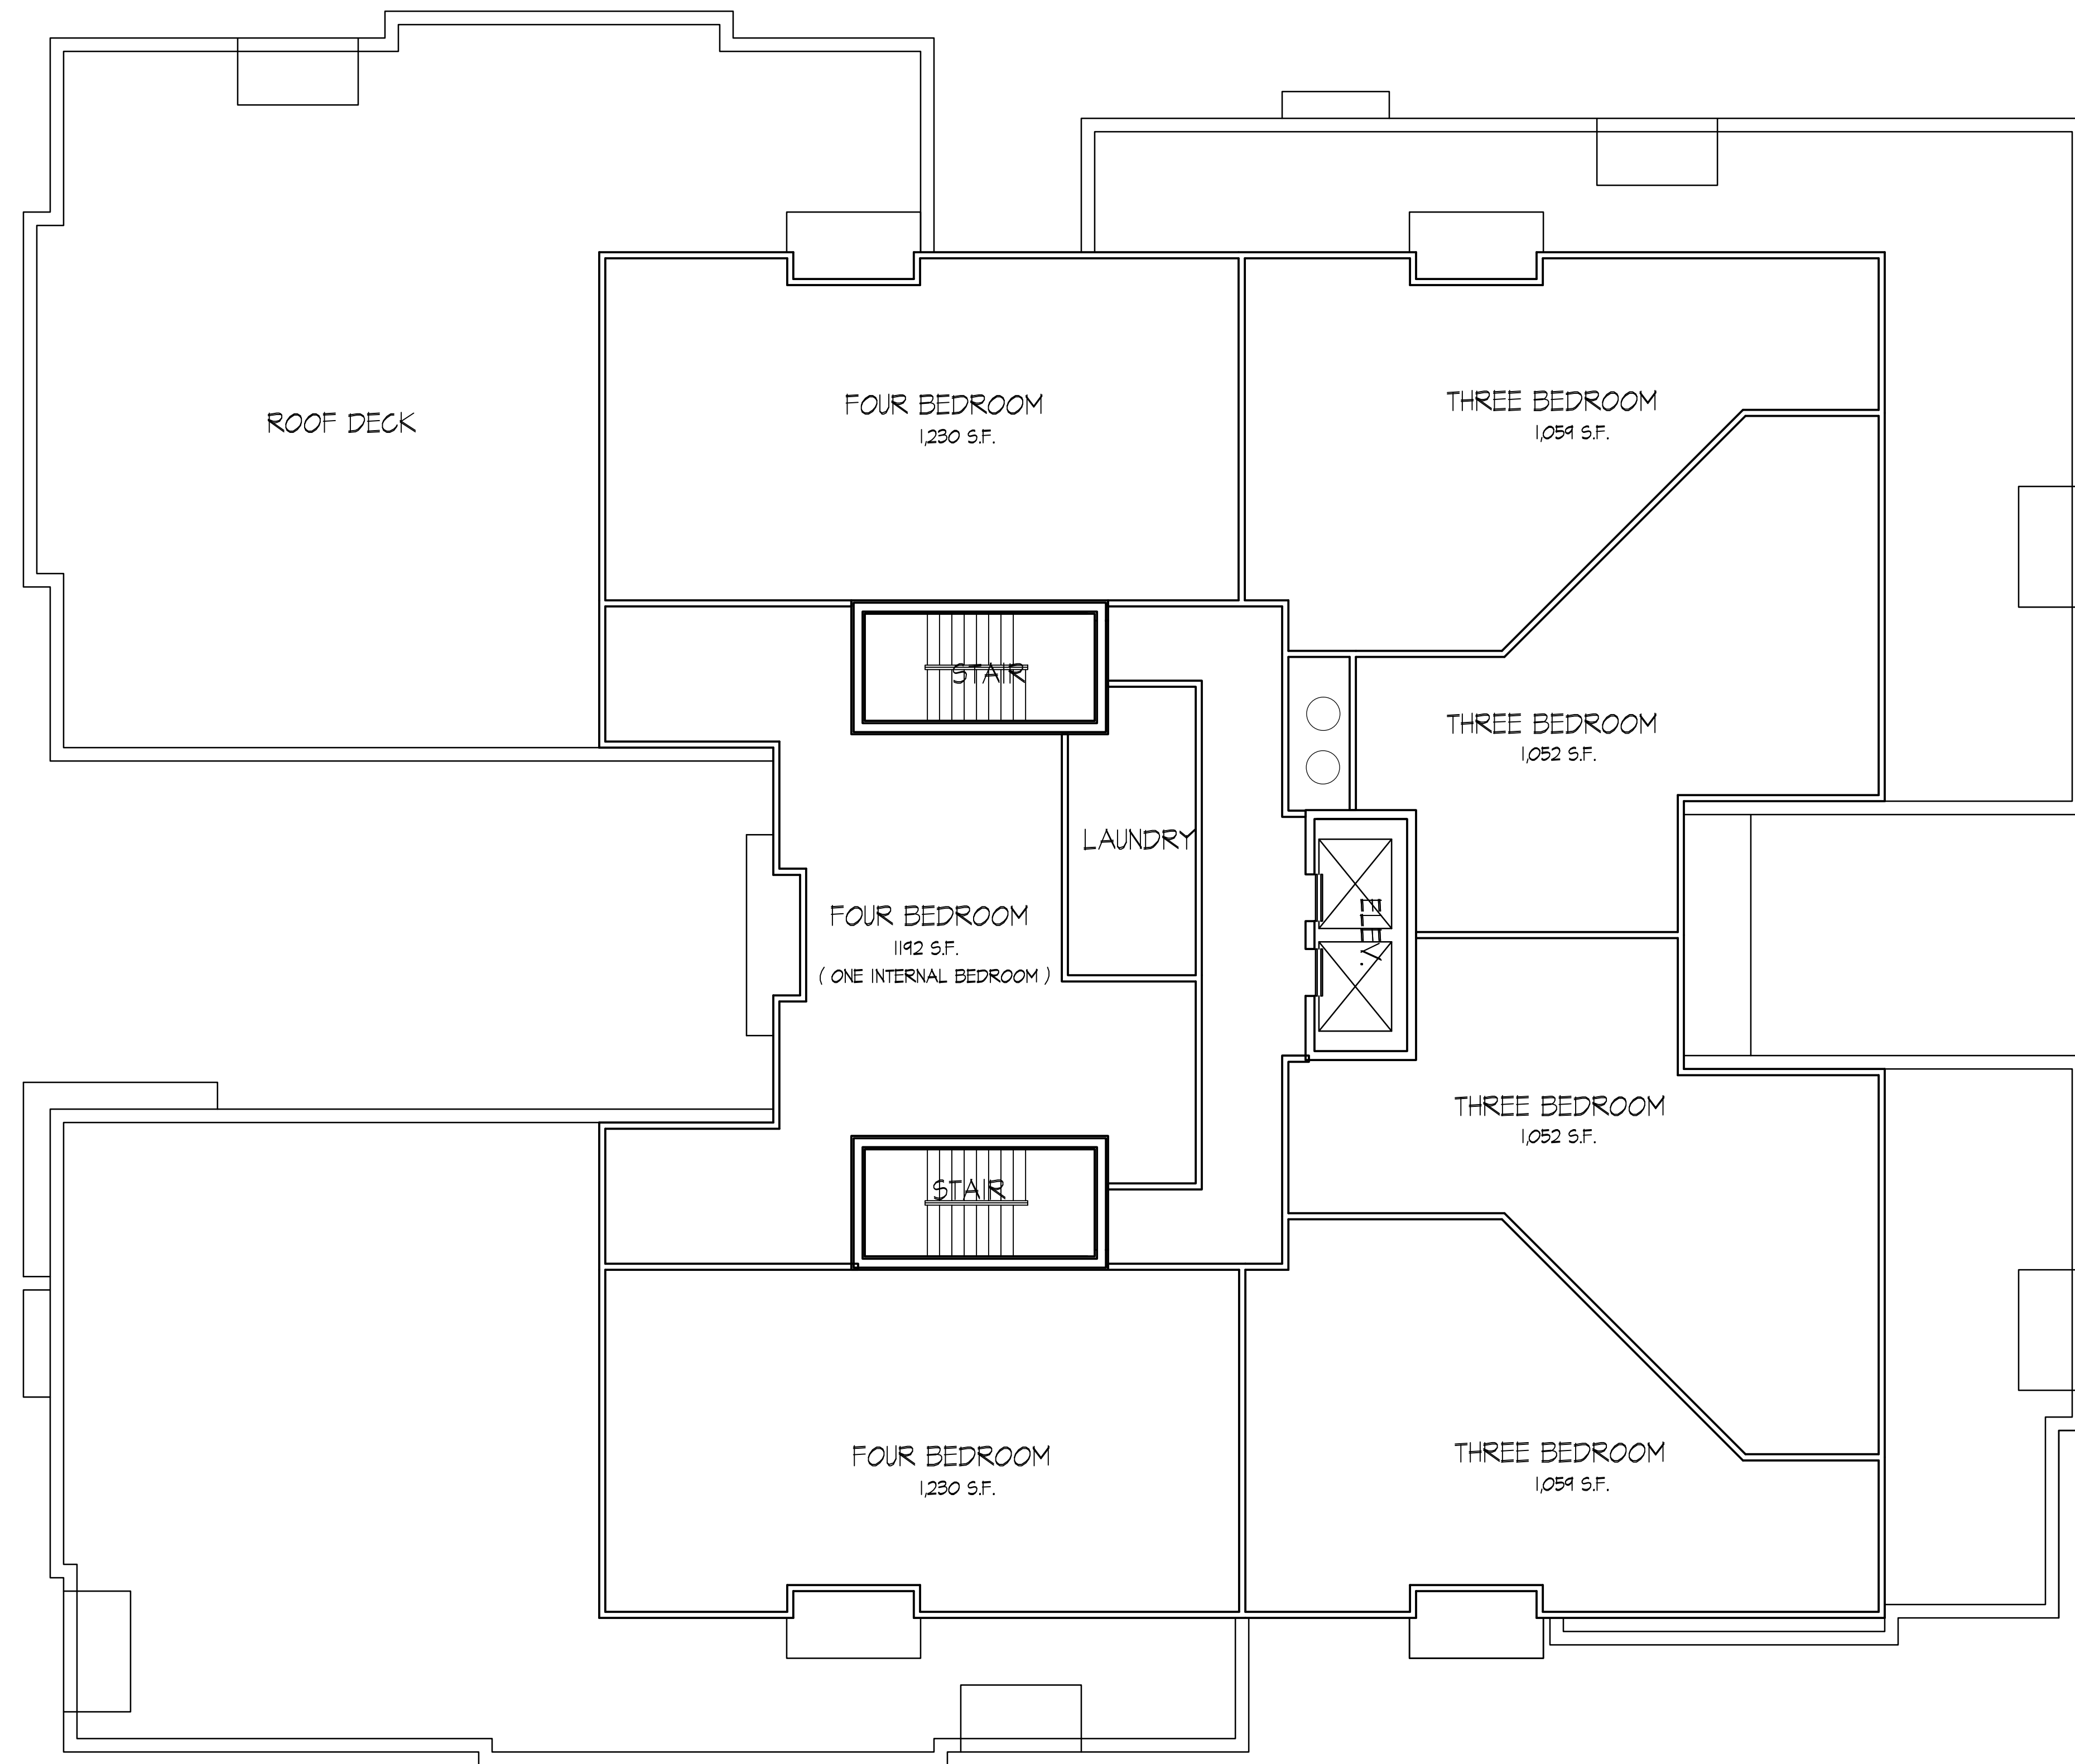 ROOF DECK
FOUR BEDROOM
1,230 S.F.
THREE BEDROOM
1,059 S.F.
STAIR
THREE BEDROOM
1,052 S.F.
LAUNDRY
ELEV.
FOUR BEDROOM
1192 S.F.
( ONE INTERNAL BEDROOM )
THREE BEDROOM
1,052 S.F.
STAIR
FOUR BEDROOM
1,230 S.F.
THREE BEDROOM
1,059 S.F.